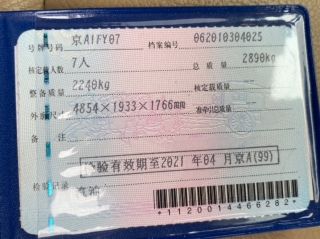 号牌号码 京A1FY07 档案编号 062010304025
核定载人数 7人 总质量 2890kg
整备质量 2240kg 核定载质量
外廓尺寸 4854×1933×1766mm 准牵引总质量
备注
检验有效期至2021年04月京A(99)
检验记录
*1120014466282*